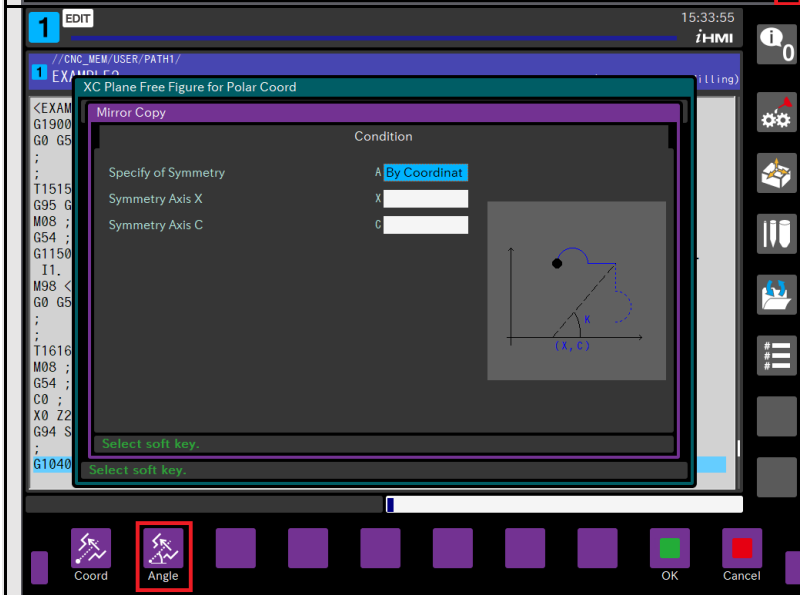 1 EDIT 15:33:55
iHMI
0
//CNC_MEM/USER/PATH1/
1
illing)
XC Plane Free Figure for Polar Coord
Mirror Copy
Condition
Specify of Symmetry A By Coordinat
Symmetry Axis X X
Symmetry Axis C C
K
(X, C)
<EXAM
G1900
G0 G5
;
;
T1515
G95 G
M08 ;
G54 ;
G1150
I1.
M98 <
G0 G5
;
;
T1616
M08 ;
G54 ;
C0 ;
X0 Z2
G94 S
;
G1040
Select soft key.
Select soft key.
Coord Angle OK Cancel